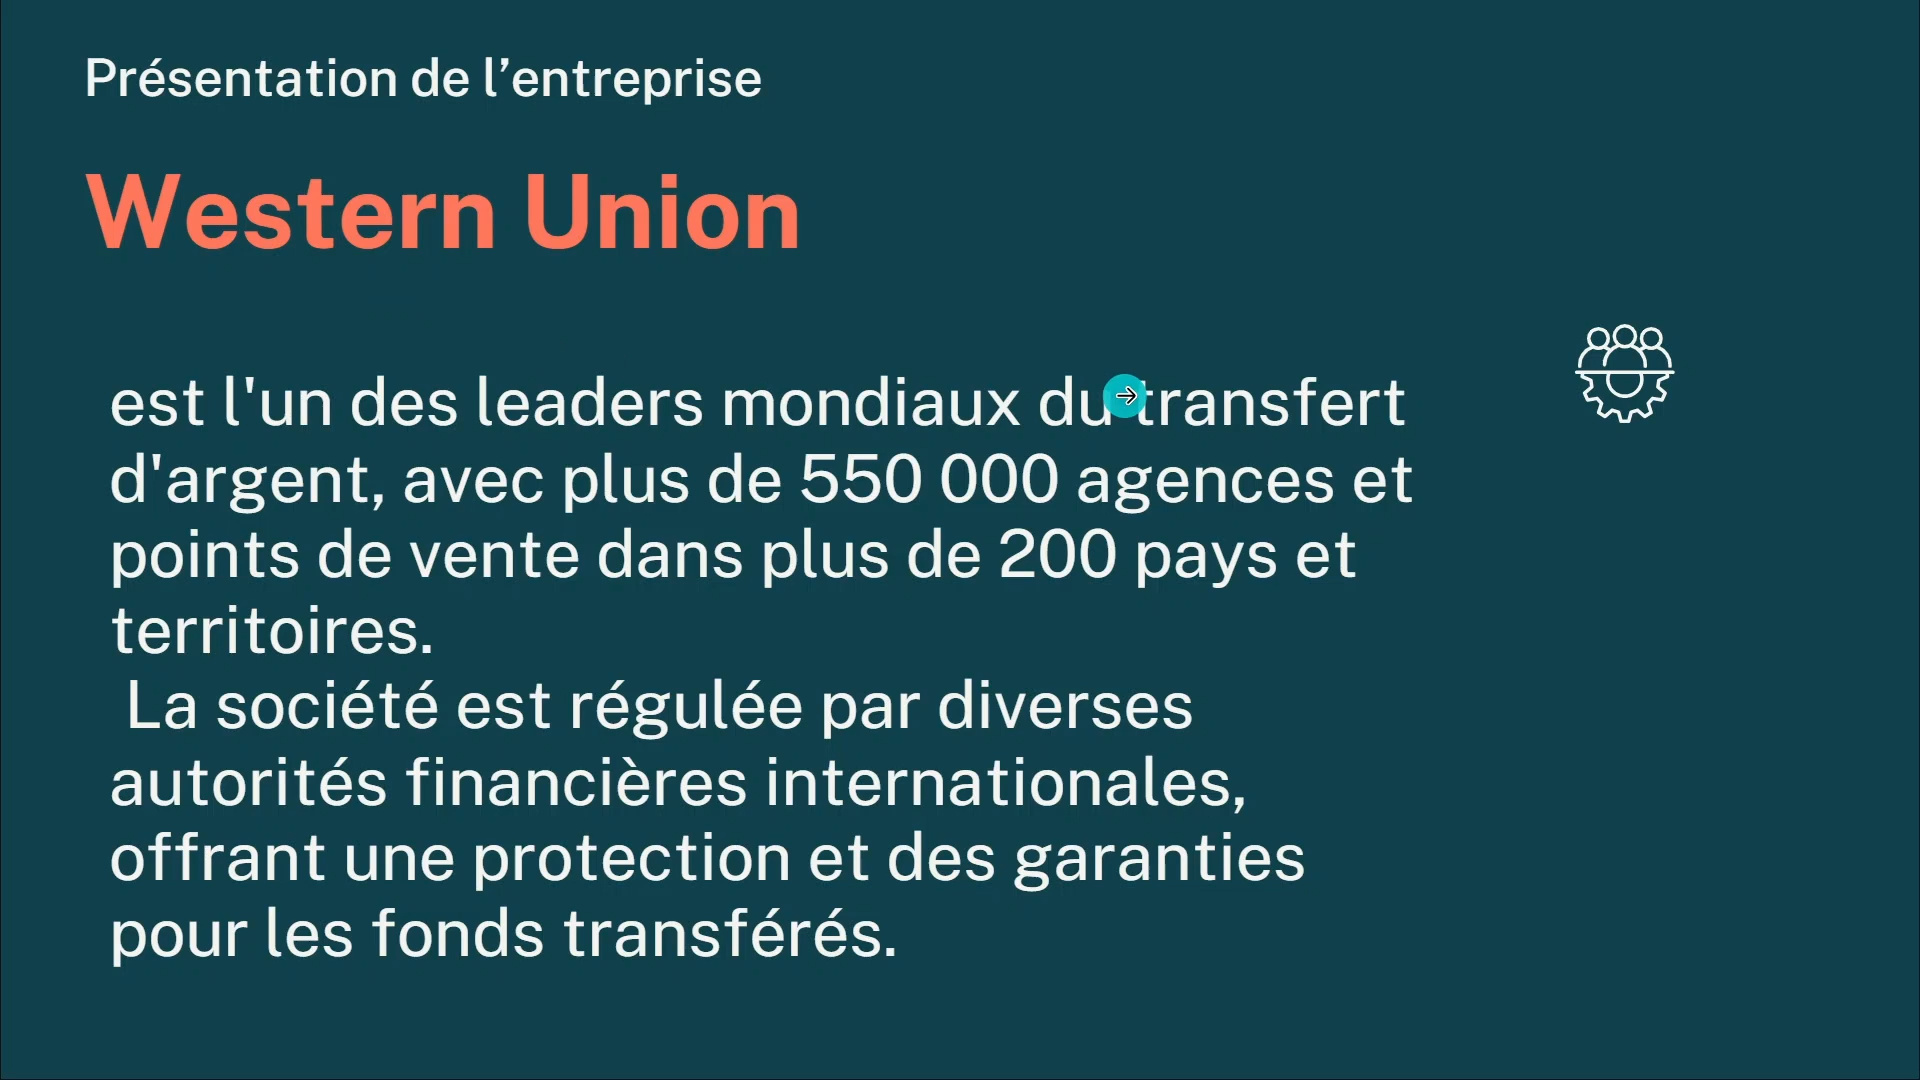 Présentation de l’entreprise
Western Union
est l'un des leaders mondiaux du transfert
d'argent, avec plus de 550 000 agences et
points de vente dans plus de 200 pays et
territoires.
La société est régulée par diverses
autorités financières internationales,
offrant une protection et des garanties
pour les fonds transférés.